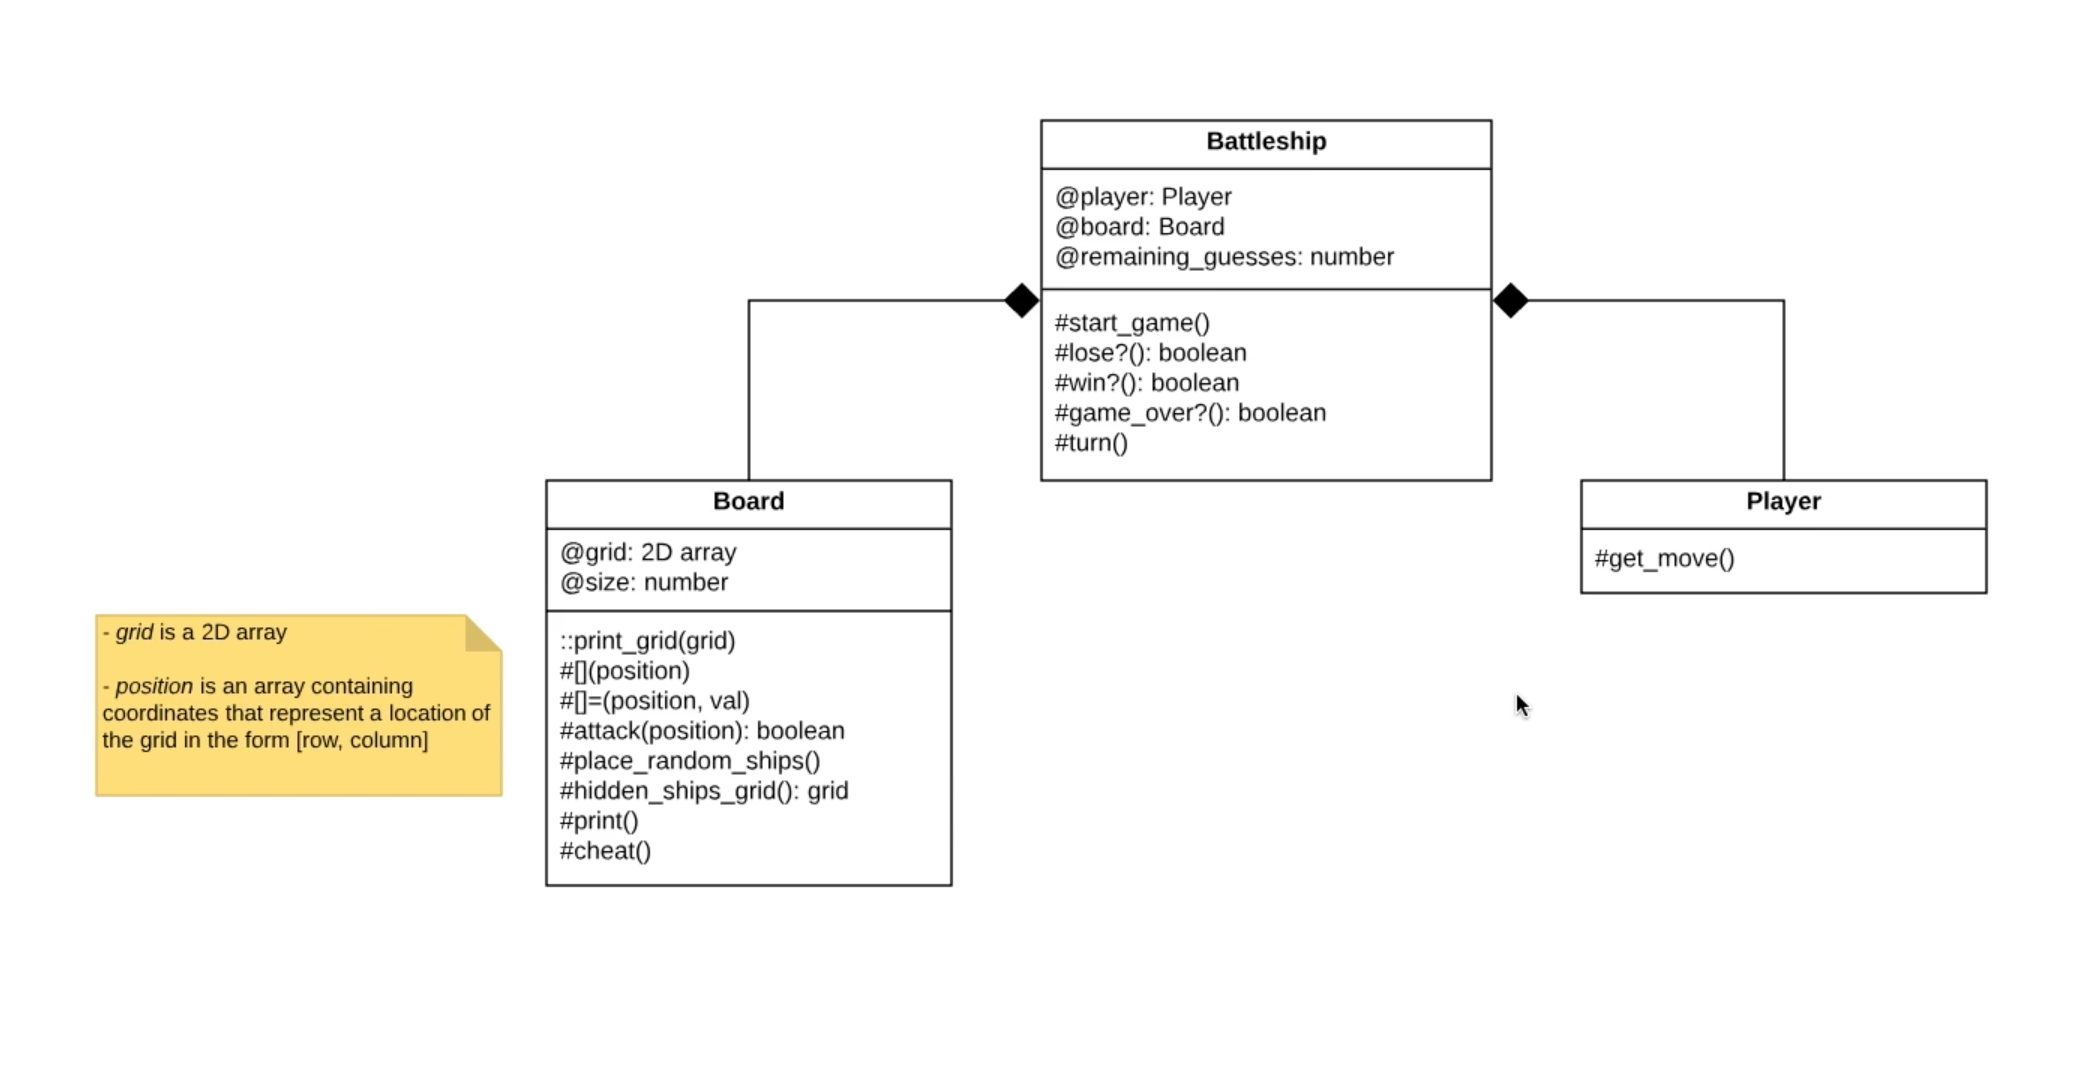 Battleship
@player: Player
@board: Board
@remaining_guesses: number
#start_game()
#lose?(): boolean
#win?(): boolean
#game_over?(): boolean
#turn()
Board
@grid: 2D array
@size: number
::print_grid(grid)
#[](position)
#[]=(position, val)
#attack(position): boolean
#place_random_ships()
#hidden_ships_grid(): grid
#print()
#cheat()
Player
#get_move()
- grid is a 2D array
- position is an array containing
coordinates that represent a location of
the grid in the form [row, column]